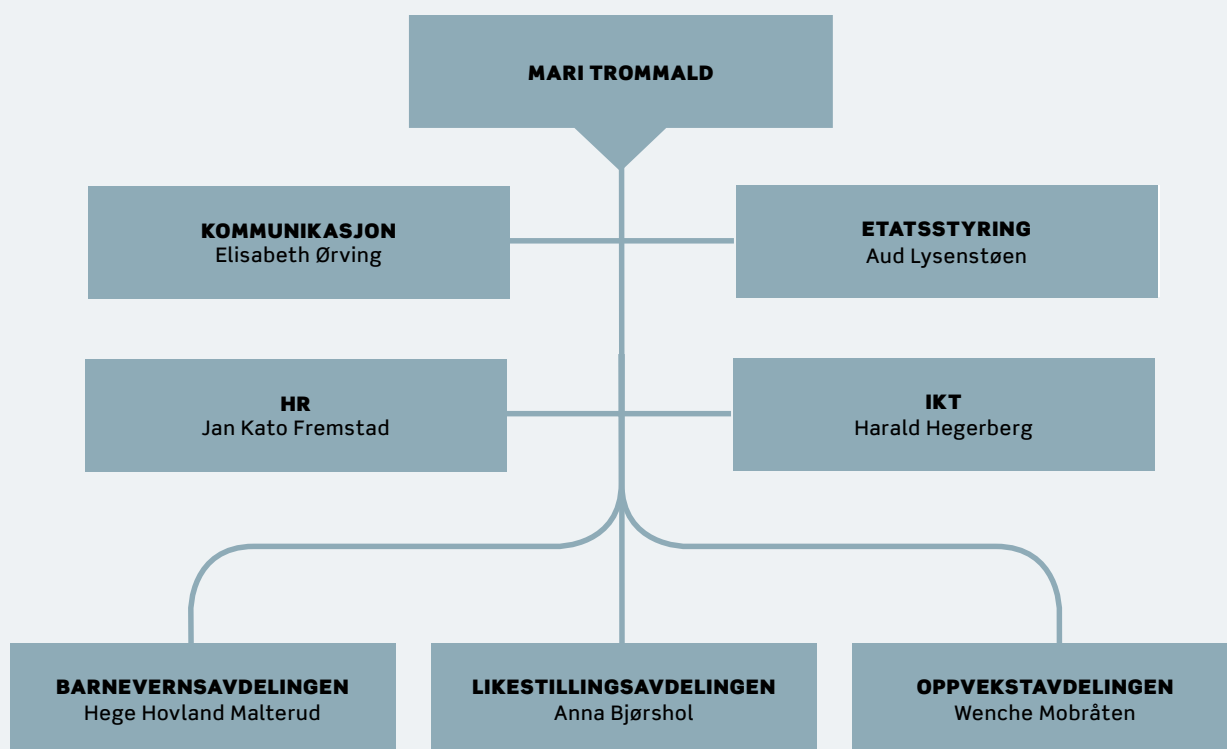 MARI TROMMALD
KOMMUNIKASJON
Elisabeth Ørving
ETATSSTYRING
Aud Lysenstøen
HR
Jan Kato Fremstad
IKT
Harald Hegerberg
BARNEVERNSAVDELINGEN
Hege Hovland Malterud
LIKESTILLINGSAVDELINGEN
Anna Bjørshol
OPPVEKSTAVDELINGEN
Wenche Mobråten